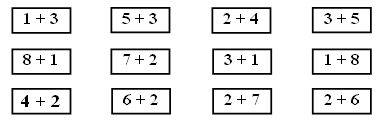 1 + 3 5 + 3 2 + 4 3 + 5
8 + 1 7 + 2 3 + 1 1 + 8
4 + 2 6 + 2 2 + 7 2 + 6